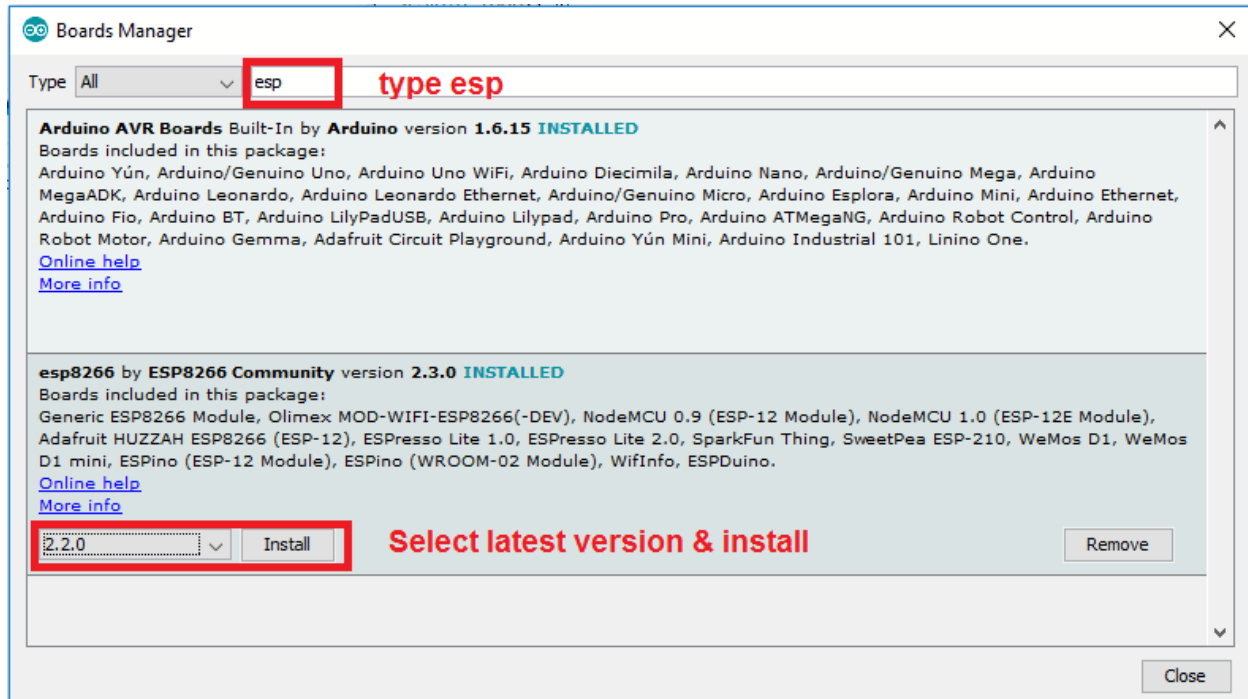 Boards Manager
Type All esp type esp
Arduino AVR Boards Built-In by Arduino version 1.6.15 INSTALLED
Boards included in this package:
Arduino Yún, Arduino/Genuino Uno, Arduino Uno WiFi, Arduino Diecimila, Arduino Nano, Arduino/Genuino Mega, Arduino
MegaADK, Arduino Leonardo, Arduino Leonardo Ethernet, Arduino/Genuino Micro, Arduino Esplora, Arduino Mini, Arduino Ethernet,
Arduino Fio, Arduino BT, Arduino LilyPadUSB, Arduino Lilypad, Arduino Pro, Arduino ATMegaNG, Arduino Robot Control, Arduino
Robot Motor, Arduino Gemma, Adafruit Circuit Playground, Arduino Yún Mini, Arduino Industrial 101, Linino One.
Online help
More info
esp8266 by ESP8266 Community version 2.3.0 INSTALLED
Boards included in this package:
Generic ESP8266 Module, Olimex MOD-WIFI-ESP8266(-DEV), NodeMCU 0.9 (ESP-12 Module), NodeMCU 1.0 (ESP-12E Module),
Adafruit HUZZAH ESP8266 (ESP-12), ESPresso Lite 1.0, ESPresso Lite 2.0, SparkFun Thing, SweetPea ESP-210, WeMos D1, WeMos
D1 mini, ESPino (ESP-12 Module), ESPino (WROOM-02 Module), WifInfo, ESPDuino.
Online help
More info
2.2.0 Install Select latest version & install Remove
Close